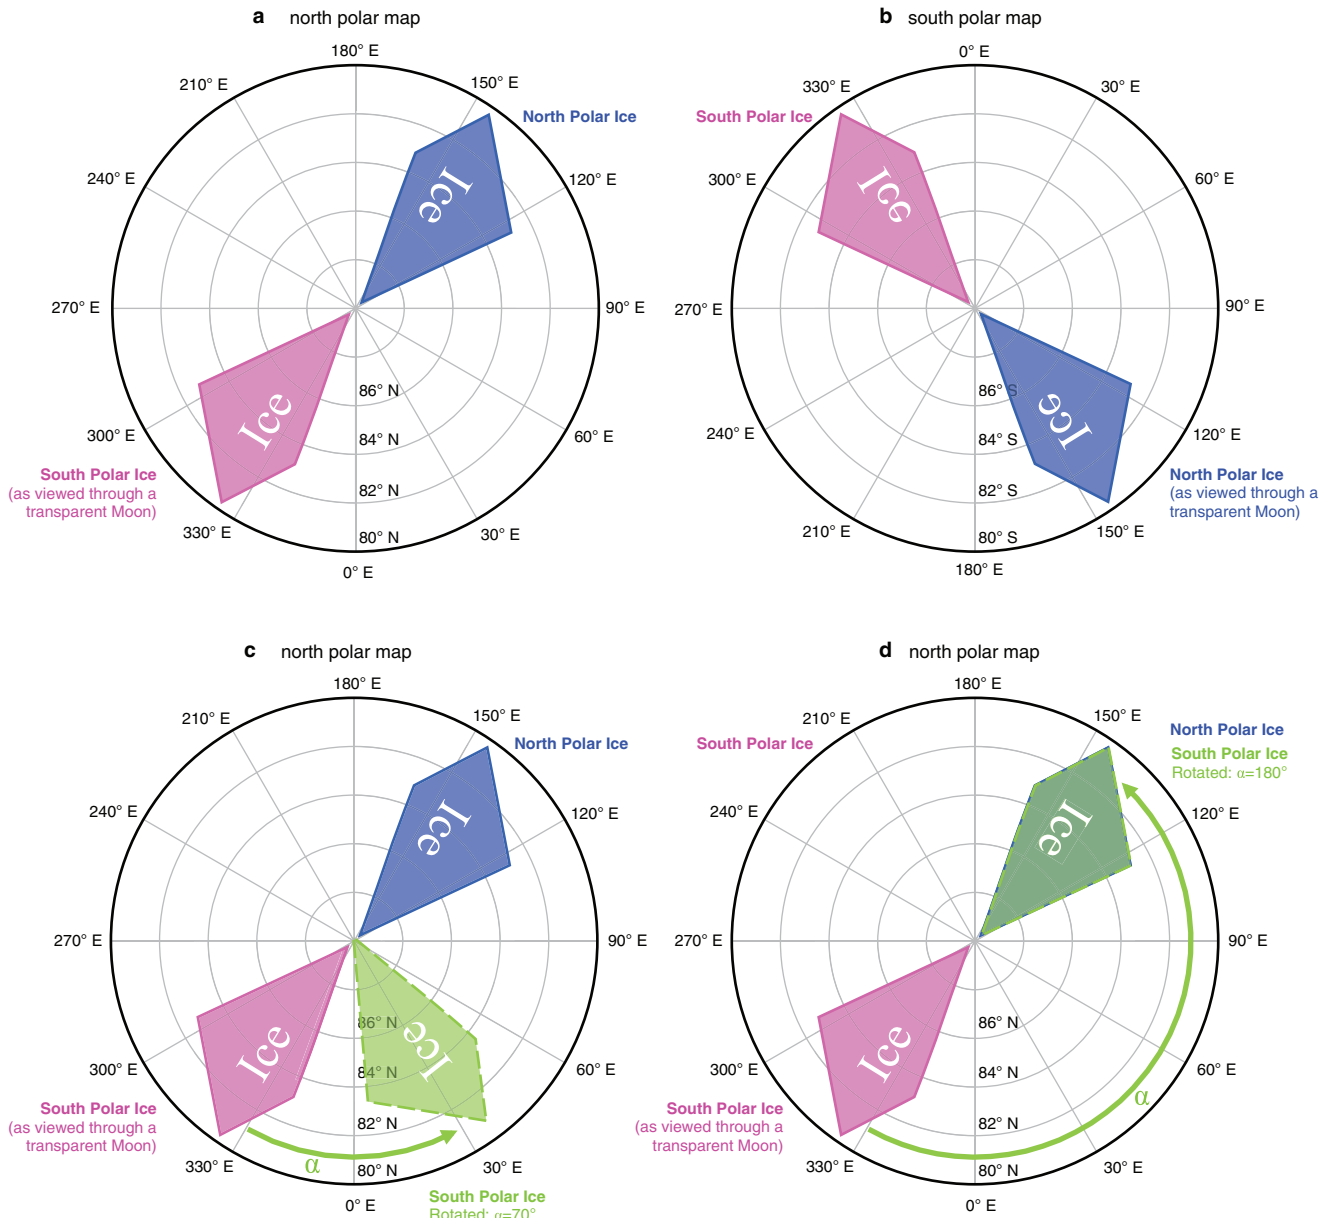 a north polar map
180° E
150° E
210° E
North Polar Ice
240° E
120° E
Ice
270° E
90° E
86° N
Ice
300° E
60° E
84° N
South Polar Ice
(as viewed through a
transparent Moon)
82° N
330° E
30° E
80° N
0° E
b south polar map
0° E
330° E
30° E
South Polar Ice
300° E
60° E
Ice
270° E
90° E
86° S
Ice
240° E
120° E
84° S
North Polar Ice
(as viewed through a
transparent Moon)
82° S
210° E
150° E
80° S
180° E
c north polar map
180° E
210° E
150° E
North Polar Ice
240° E
120° E
Ice
270° E
90° E
86° N
Ice
Ice
300° E
60° E
84° N
South Polar Ice
(as viewed through a
transparent Moon)
82° N
330° E
α
80° N
30° E
0° E
South Polar Ice
Rotated: α=70°
d north polar map
180° E
210° E
150° E
South Polar Ice
North Polar Ice
South Polar Ice
Rotated: α=180°
240° E
120° E
Ice
270° E
90° E
86° N
Ice
300° E
60° E
84° N
α
South Polar Ice
(as viewed through a
transparent Moon)
82° N
330° E
30° E
80° N
0° E